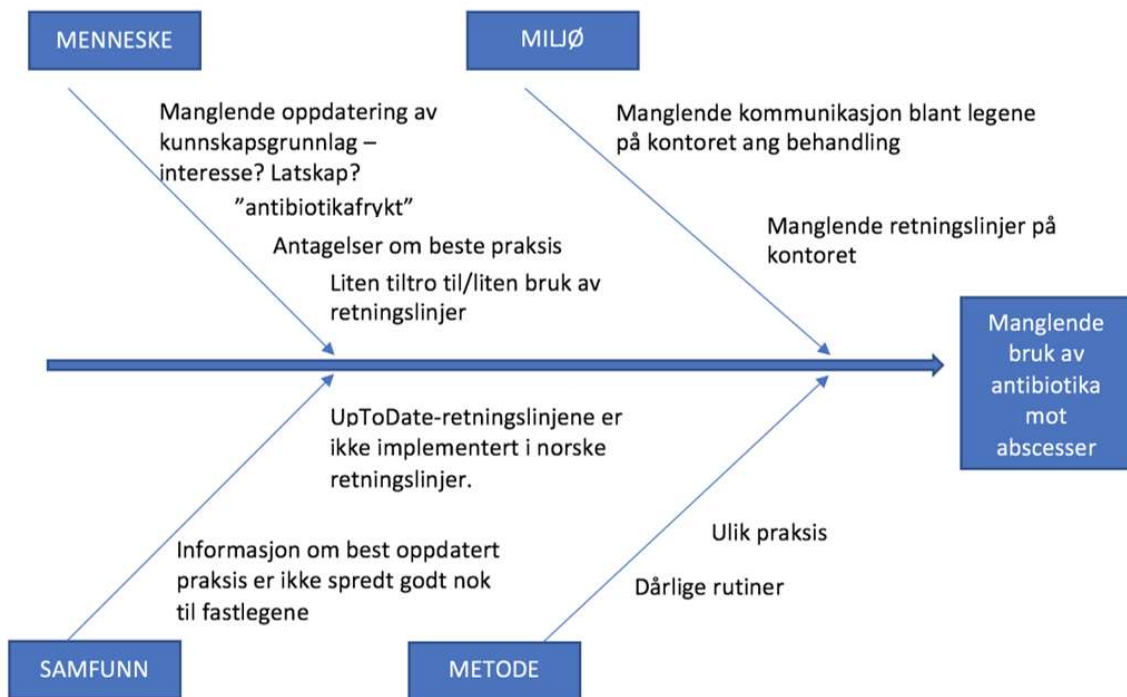 MENNESKE
MILJØ
Manglende oppdatering av
kunnskapsgrunnlag –
interesse? Latskap?
”antibiotikafrykt”
Antagelser om beste praksis
Liten tiltro til/liten bruk av
retningslinjer
Manglende kommunikasjon blant legene
på kontoret ang behandling
Manglende retningslinjer på
kontoret
Manglende
bruk av
antibiotika
mot
abscesser
UpToDate-retningslinjene er
ikke implementert i norske
retningslinjer.
Informasjon om best oppdatert
praksis er ikke spredt godt nok
til fastlegene
Ulik praksis
Dårlige rutiner
SAMFUNN
METODE